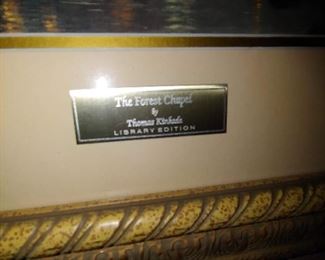 The Forest Chapel
by
Thomas Kinkade
LIBRARY EDITION